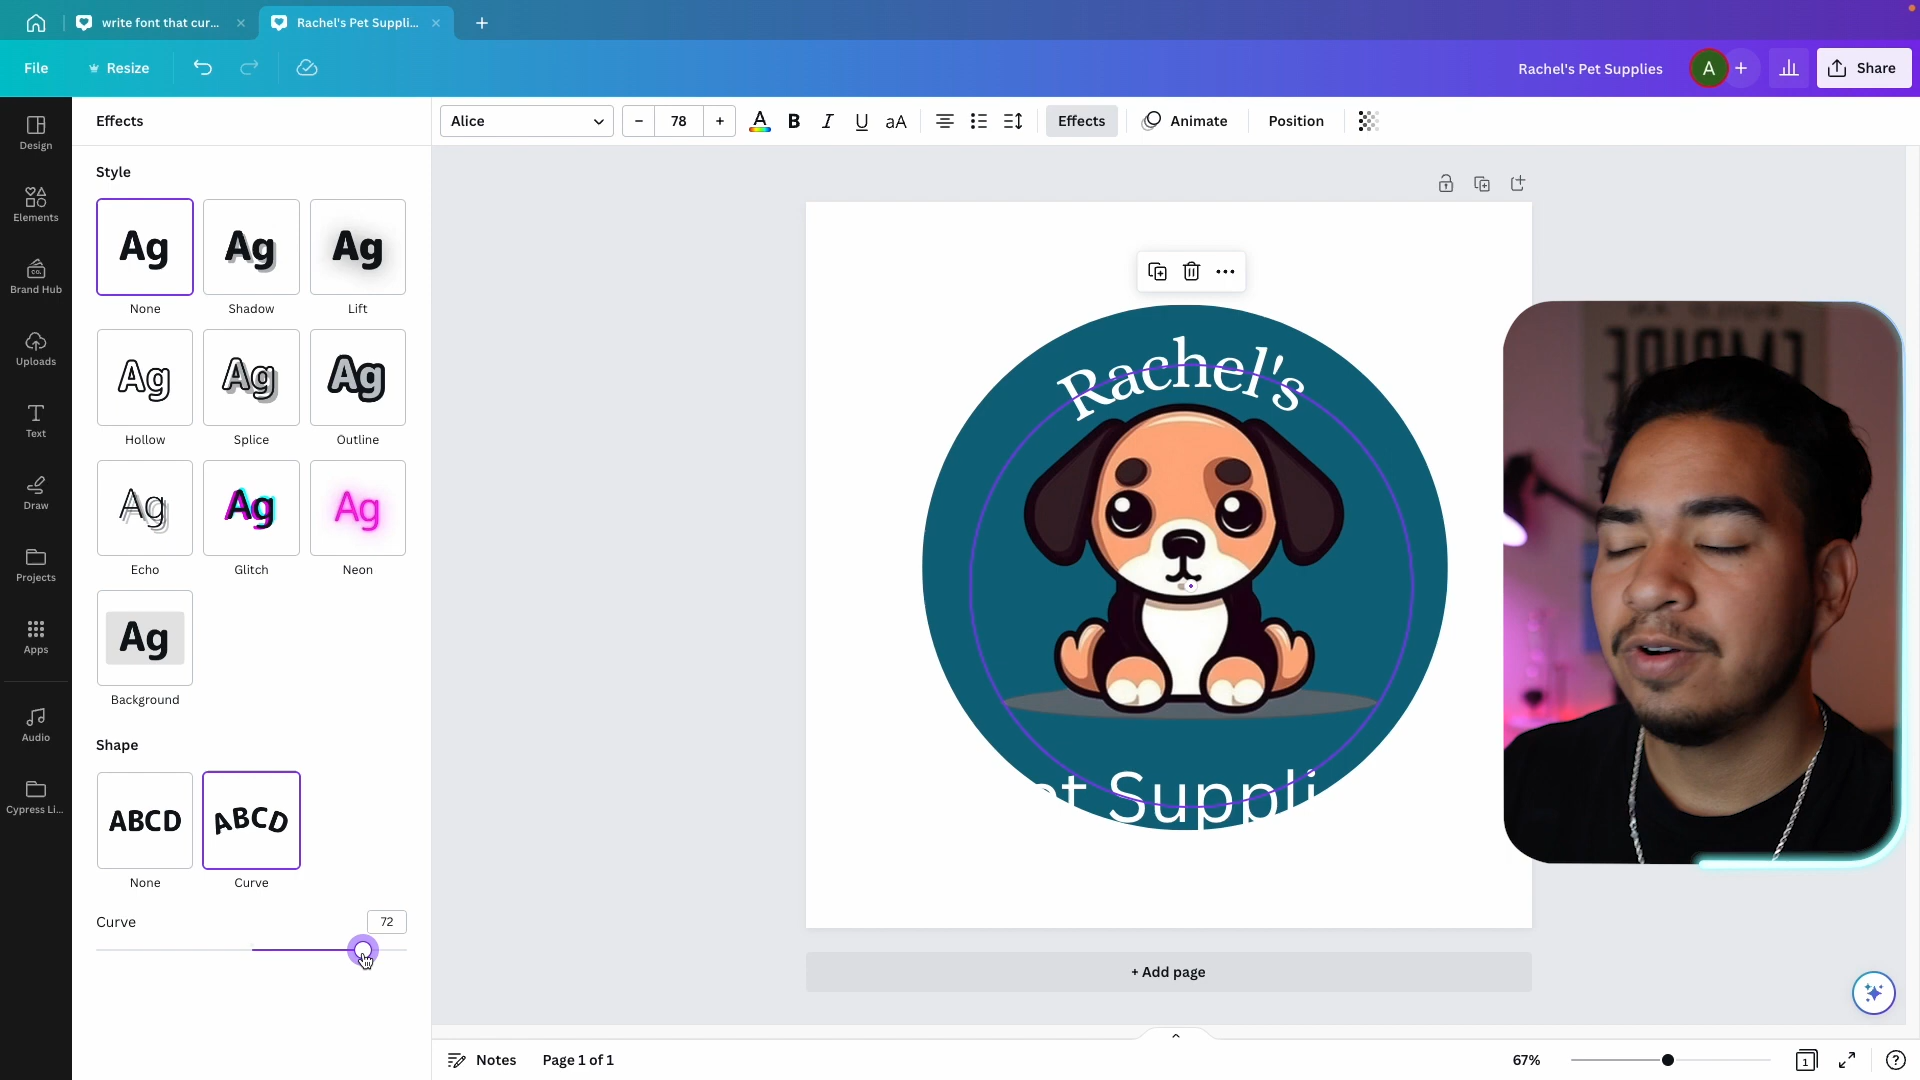 write font that cur...
Rachel's Pet Suppli...
File
Resize
Rachel's Pet Supplies
A
Share
Effects
Alice
78
B
I
U
aA
Effects
Animate
Position
Design
Elements
Brand Hub
Uploads
Text
Draw
Projects
Apps
Audio
Cypress Li...
Style
Ag
Ag
Ag
None
Shadow
Lift
Ag
Ag
Ag
Hollow
Splice
Outline
Ag
Ag
Ag
Echo
Glitch
Neon
Ag
Background
Shape
ABCD
ABCD
None
Curve
Curve
72
Rachel's
et Suppli
+ Add page
Notes
Page 1 of 1
67%
1